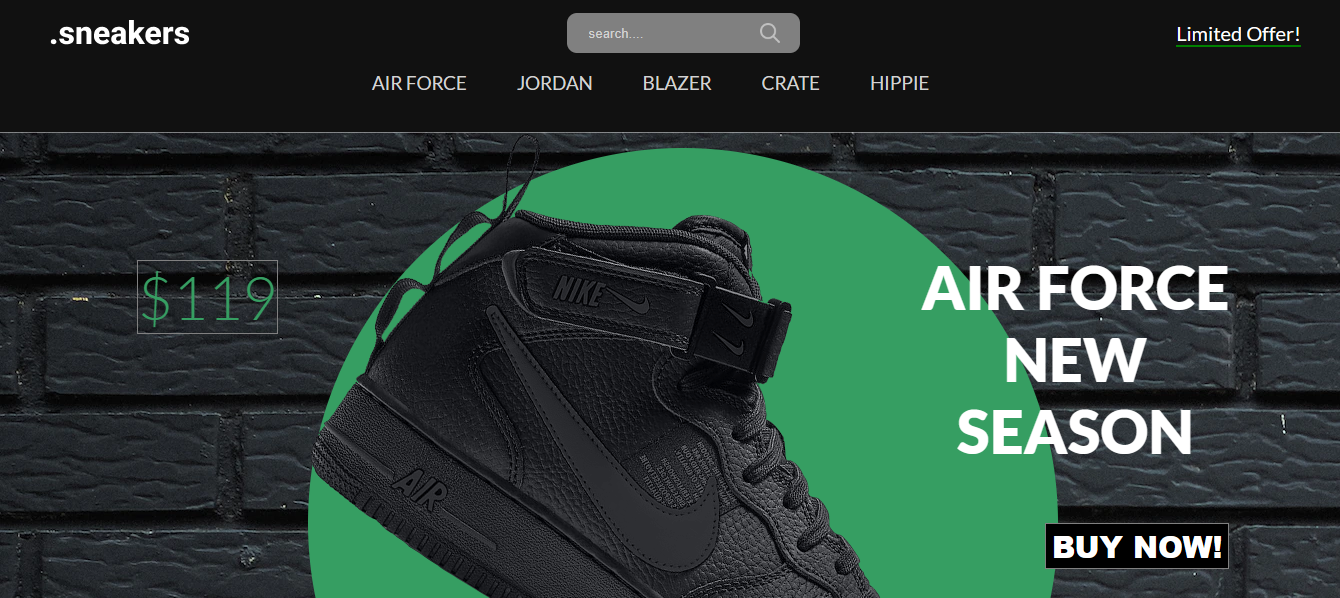 .sneakers
search....
Limited Offer!
AIR FORCE
JORDAN
BLAZER
CRATE
HIPPIE
$119
NIKE
AIR
AIR FORCE
NEW
SEASON
BUY NOW!